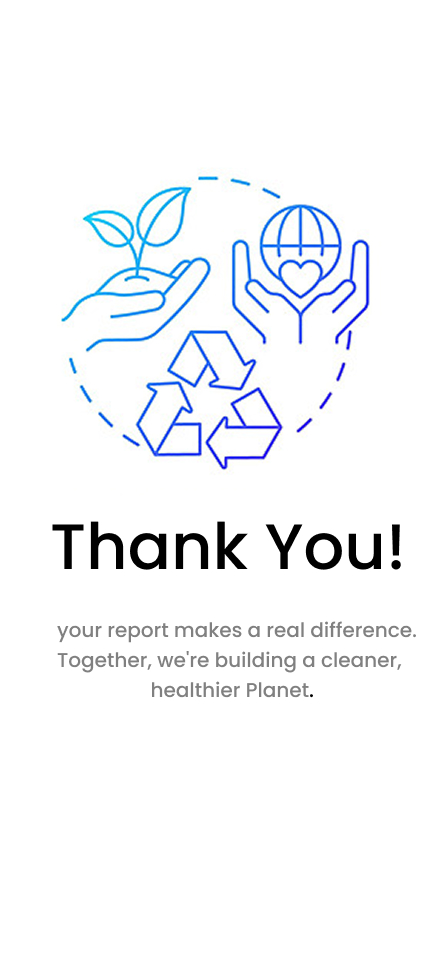 Thank You!
your report makes a real difference.
Together, we're building a cleaner,
healthier Planet.